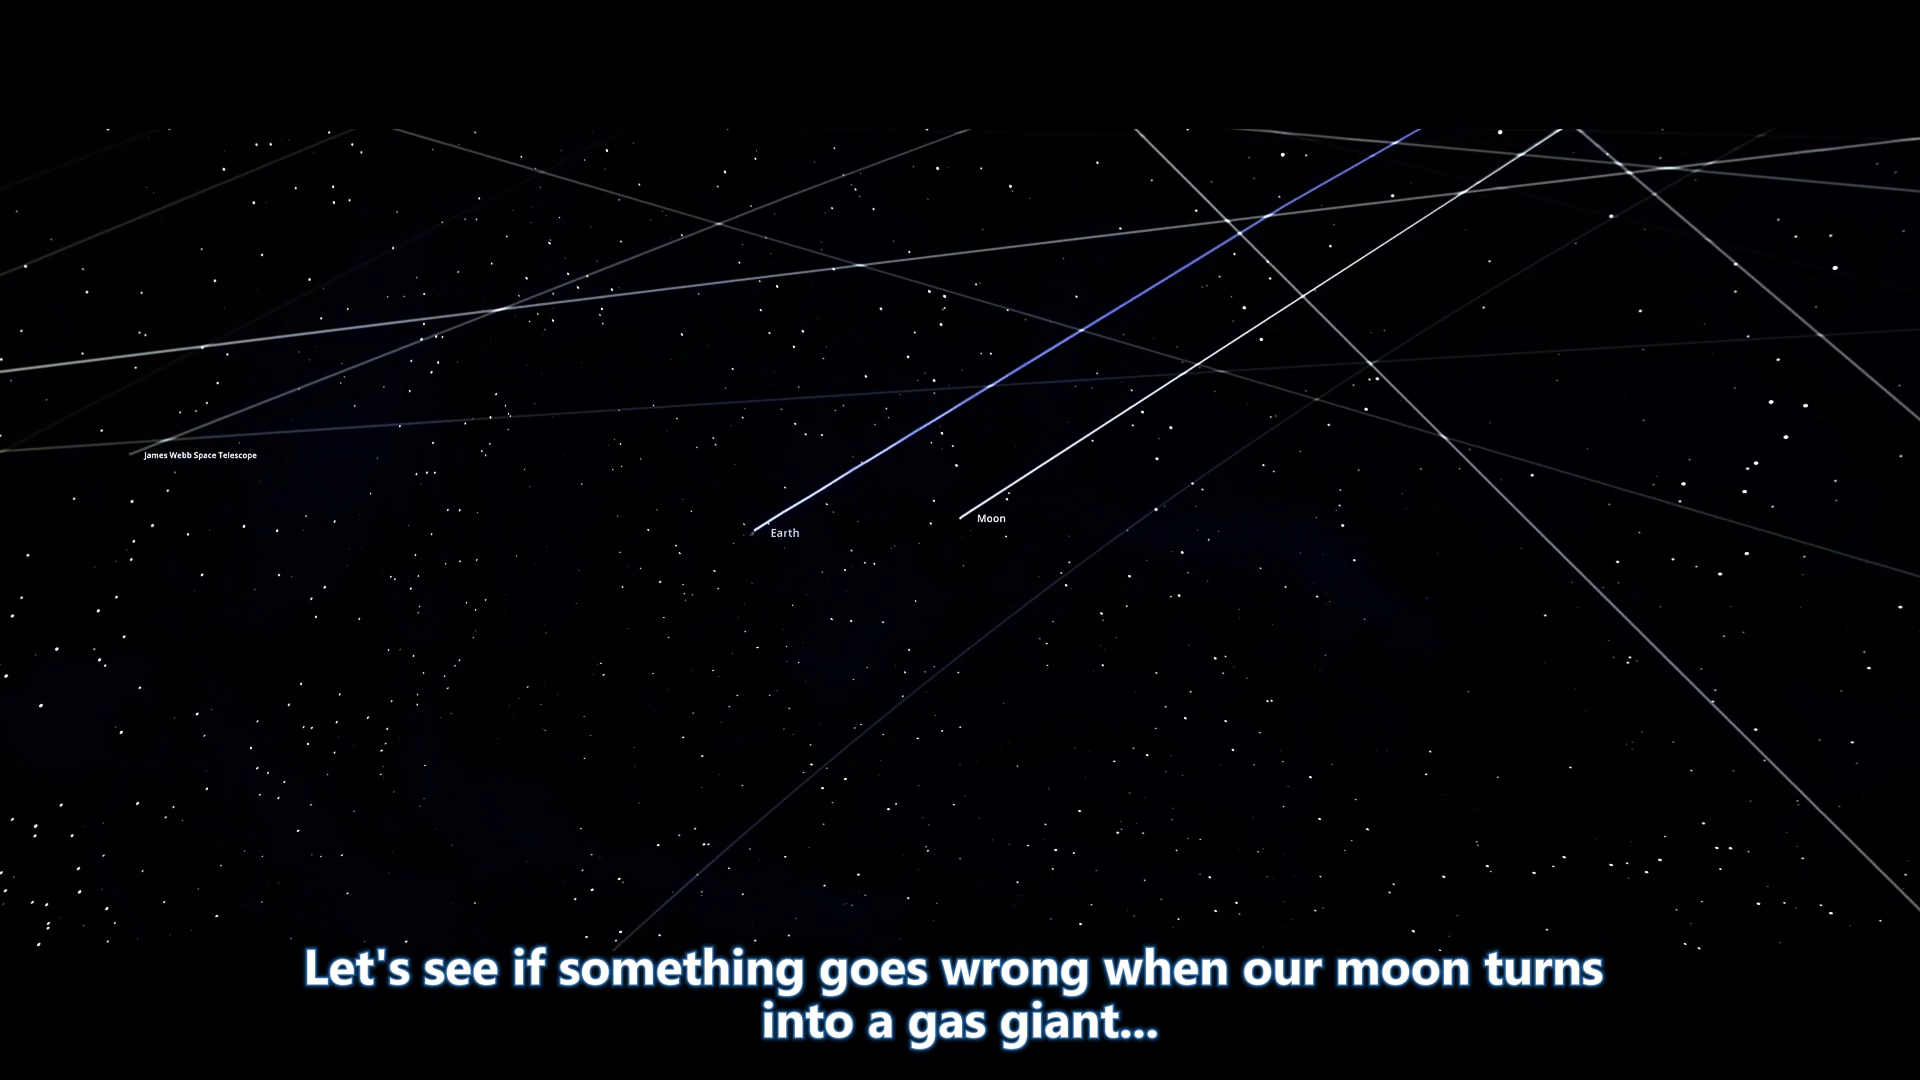 James Webb Space Telescope
Moon
Earth
Let's see if something goes wrong when our moon turns
into a gas giant...